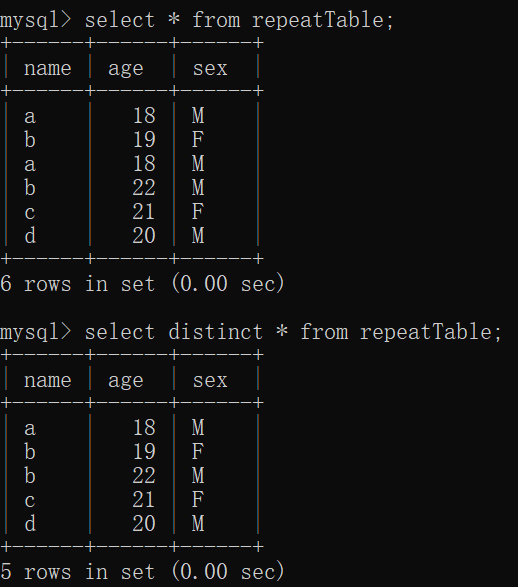 mysql> select * from repeatTable;
+------+------+------+
| name | age  | sex  |
+------+------+------+
| a    |   18 | M    |
| b    |   19 | F    |
| a    |   18 | M    |
| b    |   22 | M    |
| c    |   21 | F    |
| d    |   20 | M    |
+------+------+------+
6 rows in set (0.00 sec)
mysql> select distinct * from repeatTable;
+------+------+------+
| name | age  | sex  |
+------+------+------+
| a    |   18 | M    |
| b    |   19 | F    |
| b    |   22 | M    |
| c    |   21 | F    |
| d    |   20 | M    |
+------+------+------+
5 rows in set (0.00 sec)